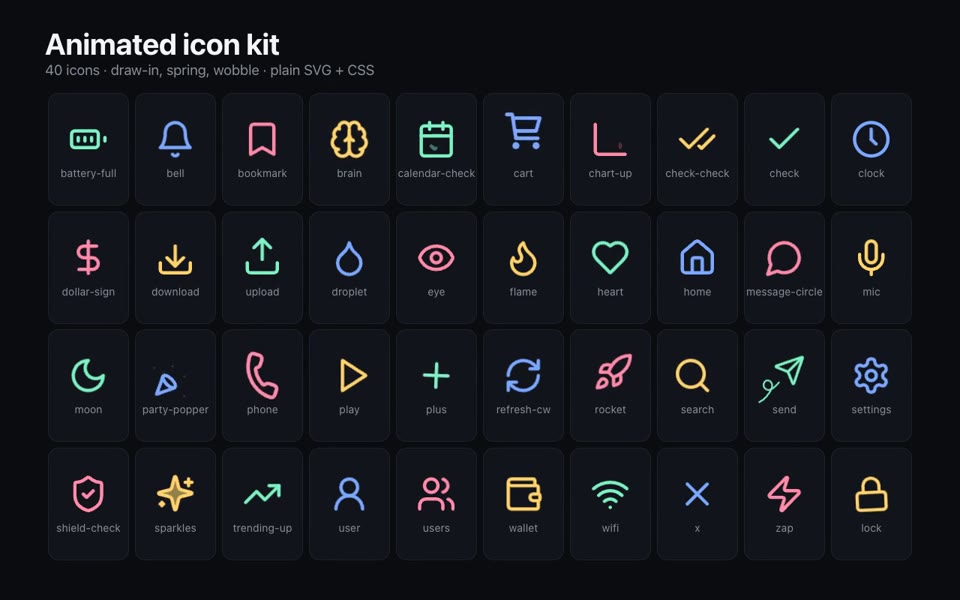 Animated icon kit
40 icons · draw-in, spring, wobble · plain SVG + CSS
battery-full bell bookmark brain calendar-check cart chart-up check-check check clock
dollar-sign download upload droplet eye flame heart home message-circle mic
moon party-popper phone play plus refresh-cw rocket search send settings
shield-check sparkles trending-up user users wallet wifi x zap lock